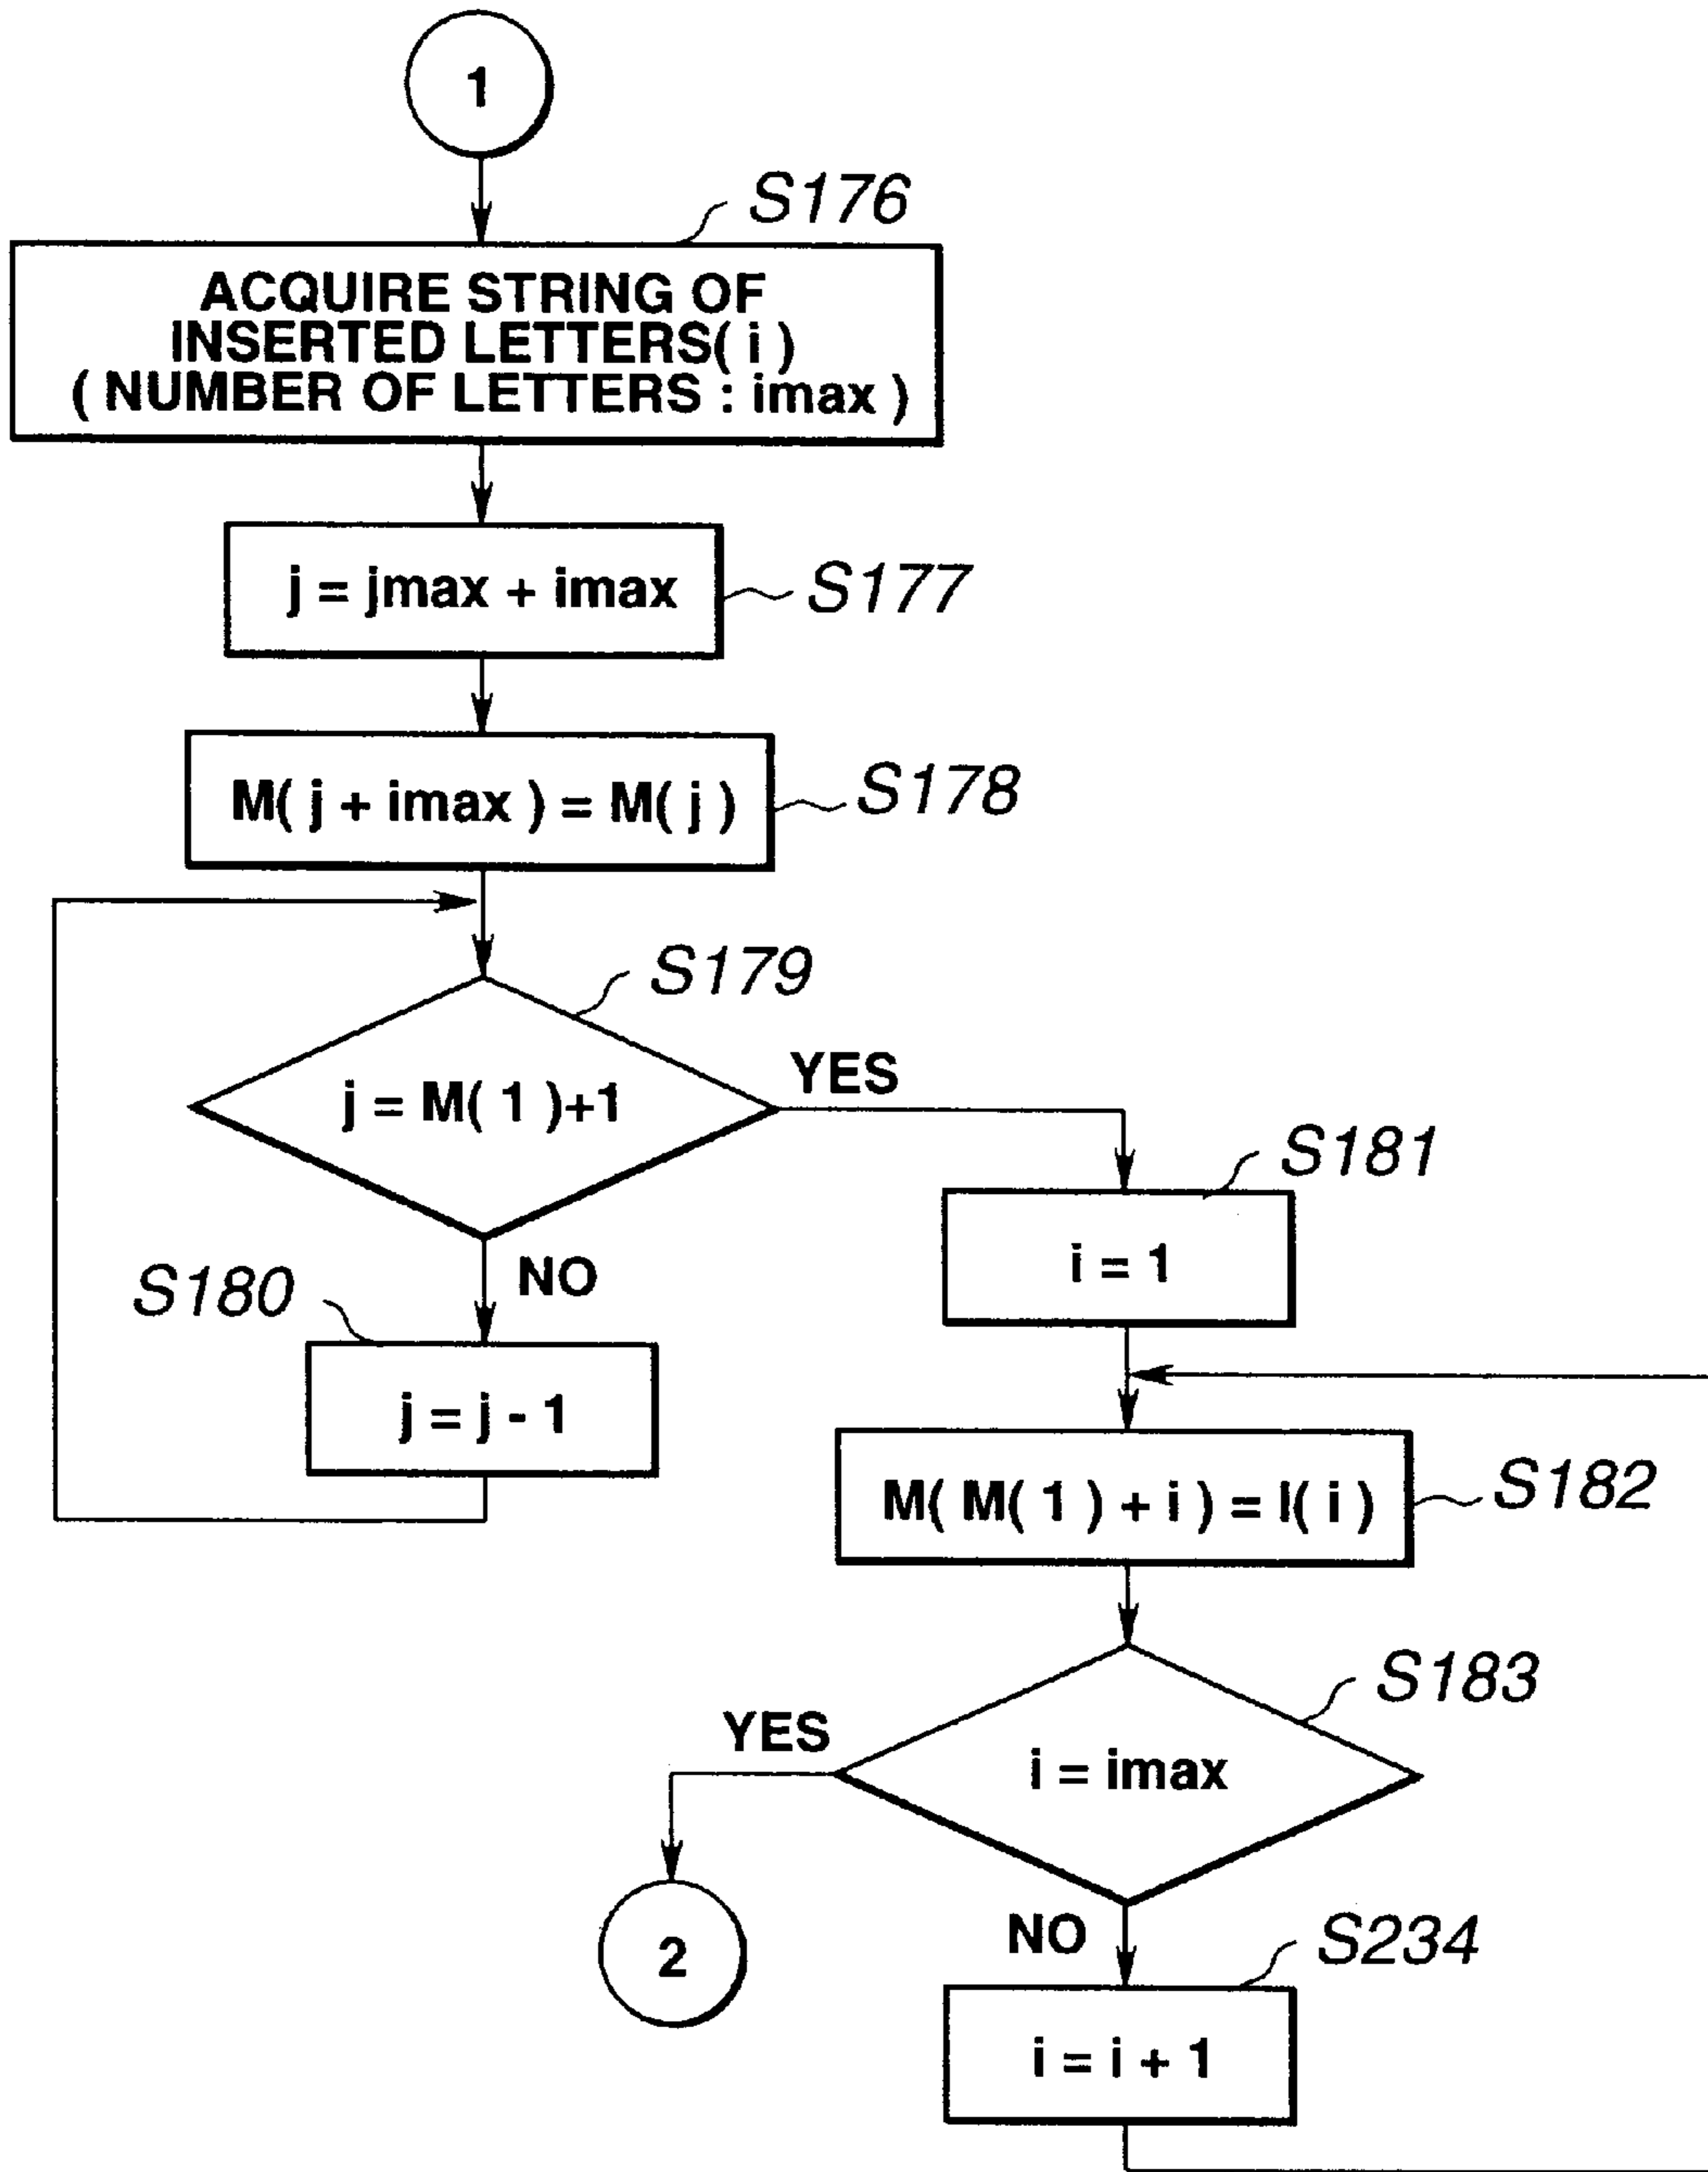 1
S176
ACQUIRE STRING OF
INSERTED LETTERS( i )
( NUMBER OF LETTERS : imax )
j = jmax + imax
S177
M( j + imax ) = M( j )
S178
S179
j = M( 1 )+1
YES
NO
S180
j = j - 1
S181
i = 1
M( M( 1 ) + i ) = I( i )
S182
S183
i = imax
YES
2
NO
S234
i = i + 1